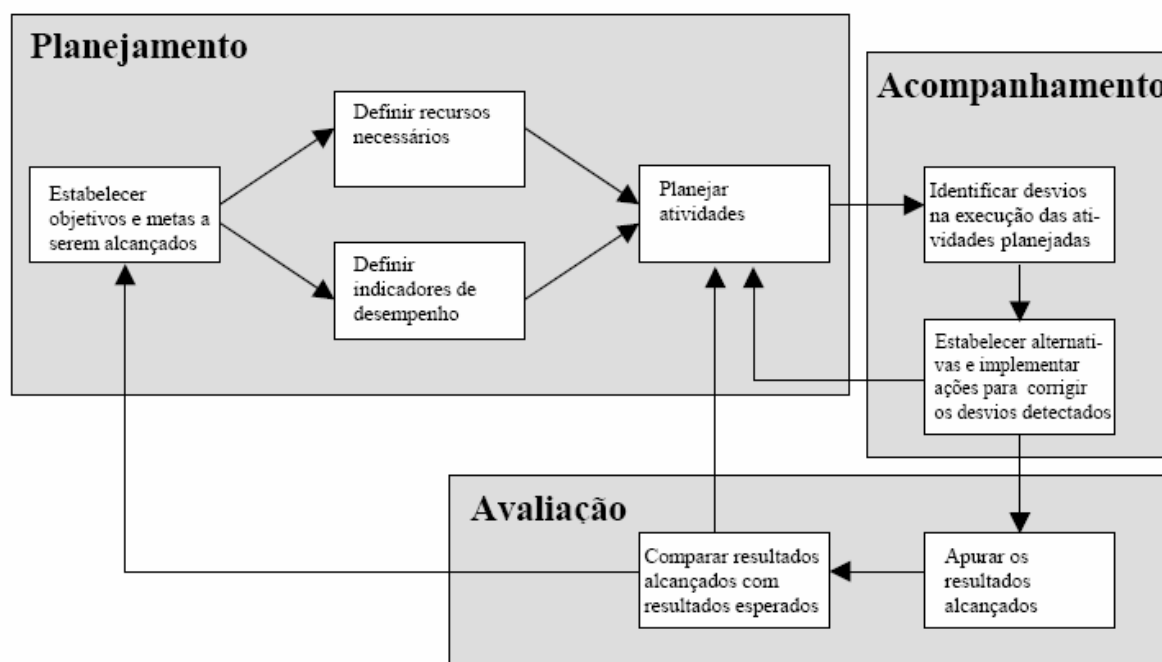 Planejamento
Definir recursos
necessários
Estabelecer
objetivos e metas a
serem alcançados
Definir
indicadores de
desempenho
Planejar
atividades
Acompanhamento
Identificar desvios
na execução das ati-
vidades planejadas
Estabelecer alternati-
vas e implementar
ações para corrigir
os desvios detectados
Avaliação
Comparar resultados
alcançados com
resultados esperados
Apurar os
resultados
alcançados